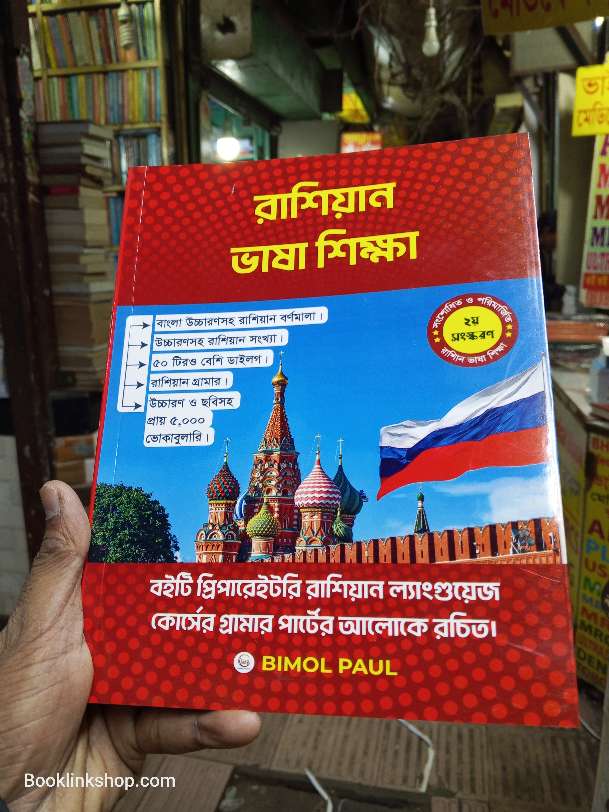 রাশিয়ান
ভাষা শিক্ষা
বাংলা উচ্চারণসহ রাশিয়ান বর্ণমালা।
উচ্চারণসহ রাশিয়ান সংখ্যা।
৫০ টিরও বেশি ডাইলগ।
রাশিয়ান গ্রামার।
উচ্চারণ ও ছবিসহ
প্রায় ৫,০০০
ভোকাবুলারি।
সংশোধিত ও পরিমার্জিত
২য়
সংস্করণ
রাশিয়ান ভাষা শিক্ষা
বইটি প্রিপারেইটরি রাশিয়ান ল্যাংগুয়েজ
কোর্সের গ্রামার পার্টের আলোকে রচিত।
BIMOL PAUL
Booklinkshop.com